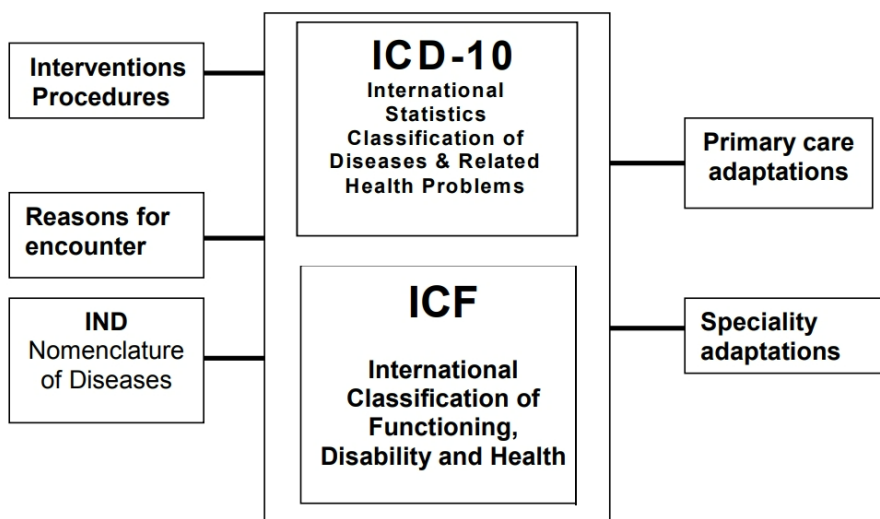 Interventions
Procedures
Reasons for
encounter
IND
Nomenclature
of Diseases
ICD-10
International
Statistics
Classification of
Diseases & Related
Health Problems
ICF
International
Classification of
Functioning,
Disability and Health
Primary care
adaptations
Speciality
adaptations